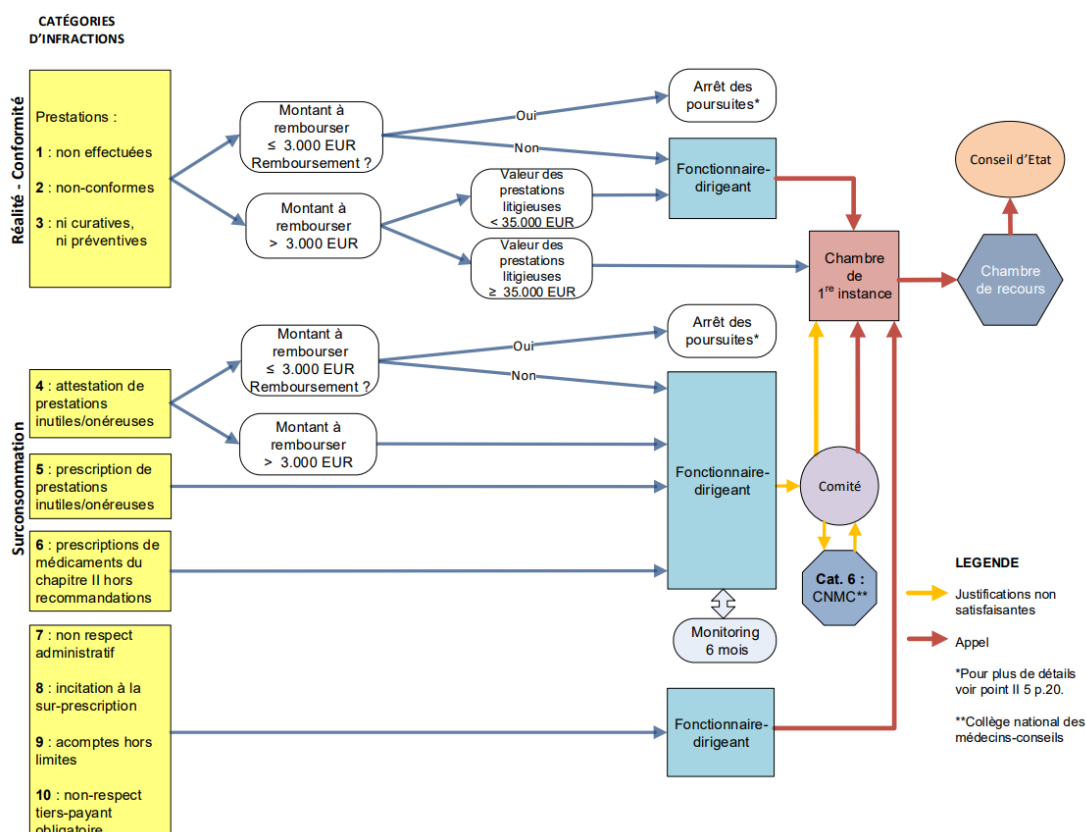 CATÉGORIES
D'INFRACTIONS
Réalité - Conformité
Prestations :
1 : non effectuées
2 : non-conformes
3 : ni curatives,
ni préventives
Montant à
rembourser
≤ 3.000 EUR
Remboursement ?
Oui
Non
Arrêt des
poursuites*
Montant à
rembourser
> 3.000 EUR
Valeur des
prestations
litigieuses
< 35.000 EUR
Valeur des
prestations
litigieuses
≥ 35.000 EUR
Fonctionnaire-
dirigeant
Chambre
de
1re instance
Conseil d'Etat
Chambre
de recours
Surconsommation
4 : attestation de
prestations
inutiles/onéreuses
5 : prescription de
prestations
inutiles/onéreuses
6 : prescriptions de
médicaments du
chapitre II hors
recommandations
Montant à
rembourser
≤ 3.000 EUR
Remboursement ?
Oui
Non
Arrêt des
poursuites*
Montant à
rembourser
> 3.000 EUR
Fonctionnaire-
dirigeant
Comité
Cat. 6 :
CNMC**
Monitoring
6 mois
7 : non respect
administratif
8 : incitation à la
sur-prescription
9 : acomptes hors
limites
10 : non-respect
tiers-payant
obligatoire
Fonctionnaire-
dirigeant
LEGENDE
Justifications non
satisfaisantes
Appel
*Pour plus de détails
voir point II 5 p.20.
**Collège national des
médecins-conseils